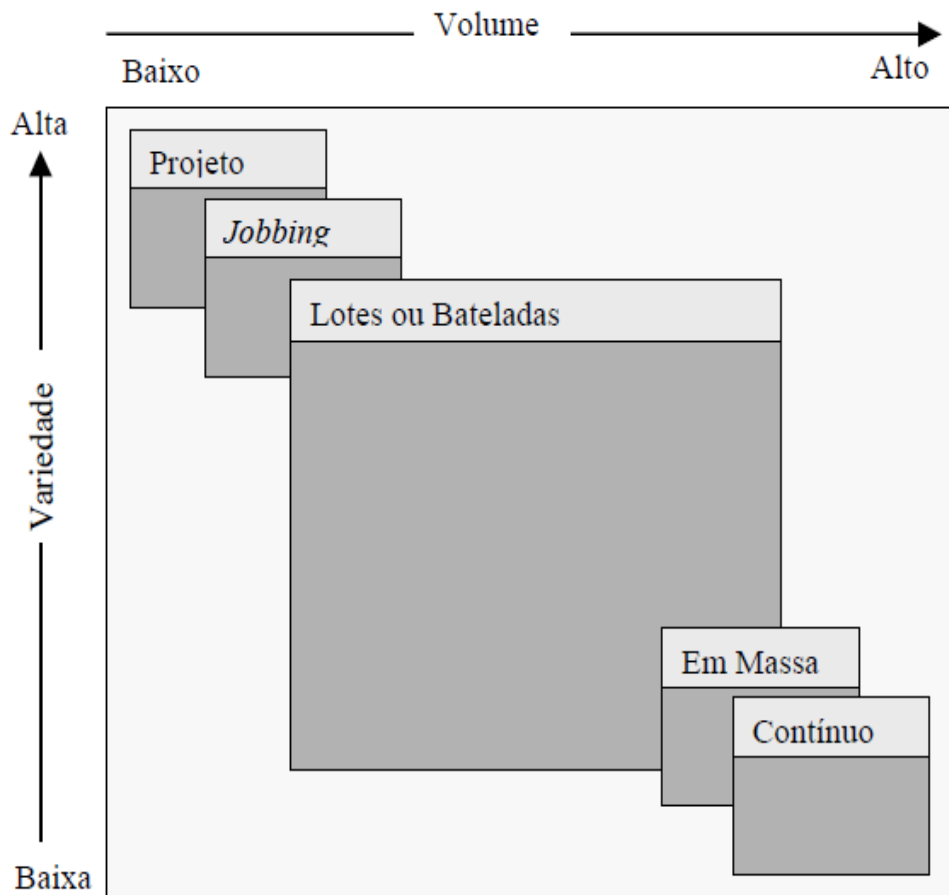 Volume
Baixo
Alto
Alta
Projeto
Jobbing
Lotes ou Bateladas
Variedade
Em Massa
Contínuo
Baixa